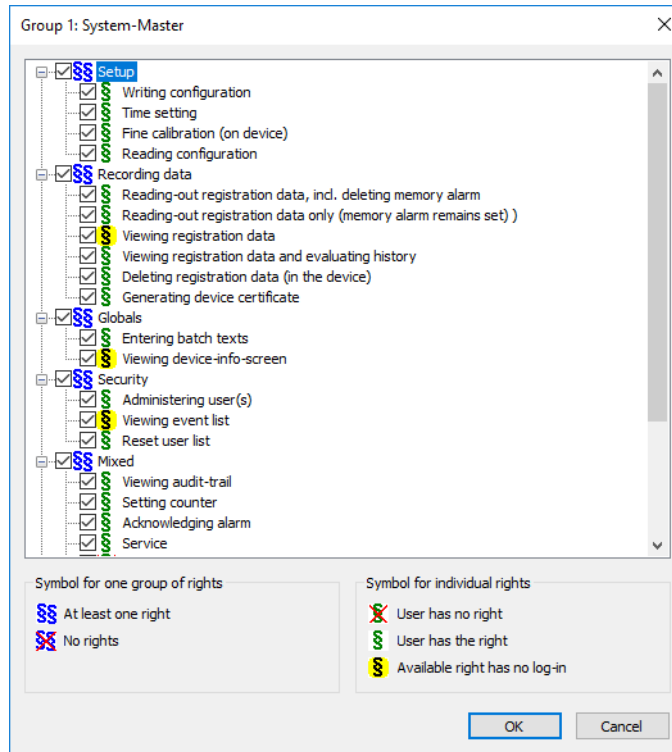 Group 1: System-Master
Setup
Writing configuration
Time setting
Fine calibration (on device)
Reading configuration
Recording data
Reading-out registration data, incl. deleting memory alarm
Reading-out registration data only (memory alarm remains set) )
Viewing registration data
Viewing registration data and evaluating history
Deleting registration data (in the device)
Generating device certificate
Globals
Entering batch texts
Viewing device-info-screen
Security
Administering user(s)
Viewing event list
Reset user list
Mixed
Viewing audit-trail
Setting counter
Acknowledging alarm
Service
Symbol for one group of rights
At least one right
No rights
Symbol for individual rights
User has no right
User has the right
Available right has no log-in
OK
Cancel